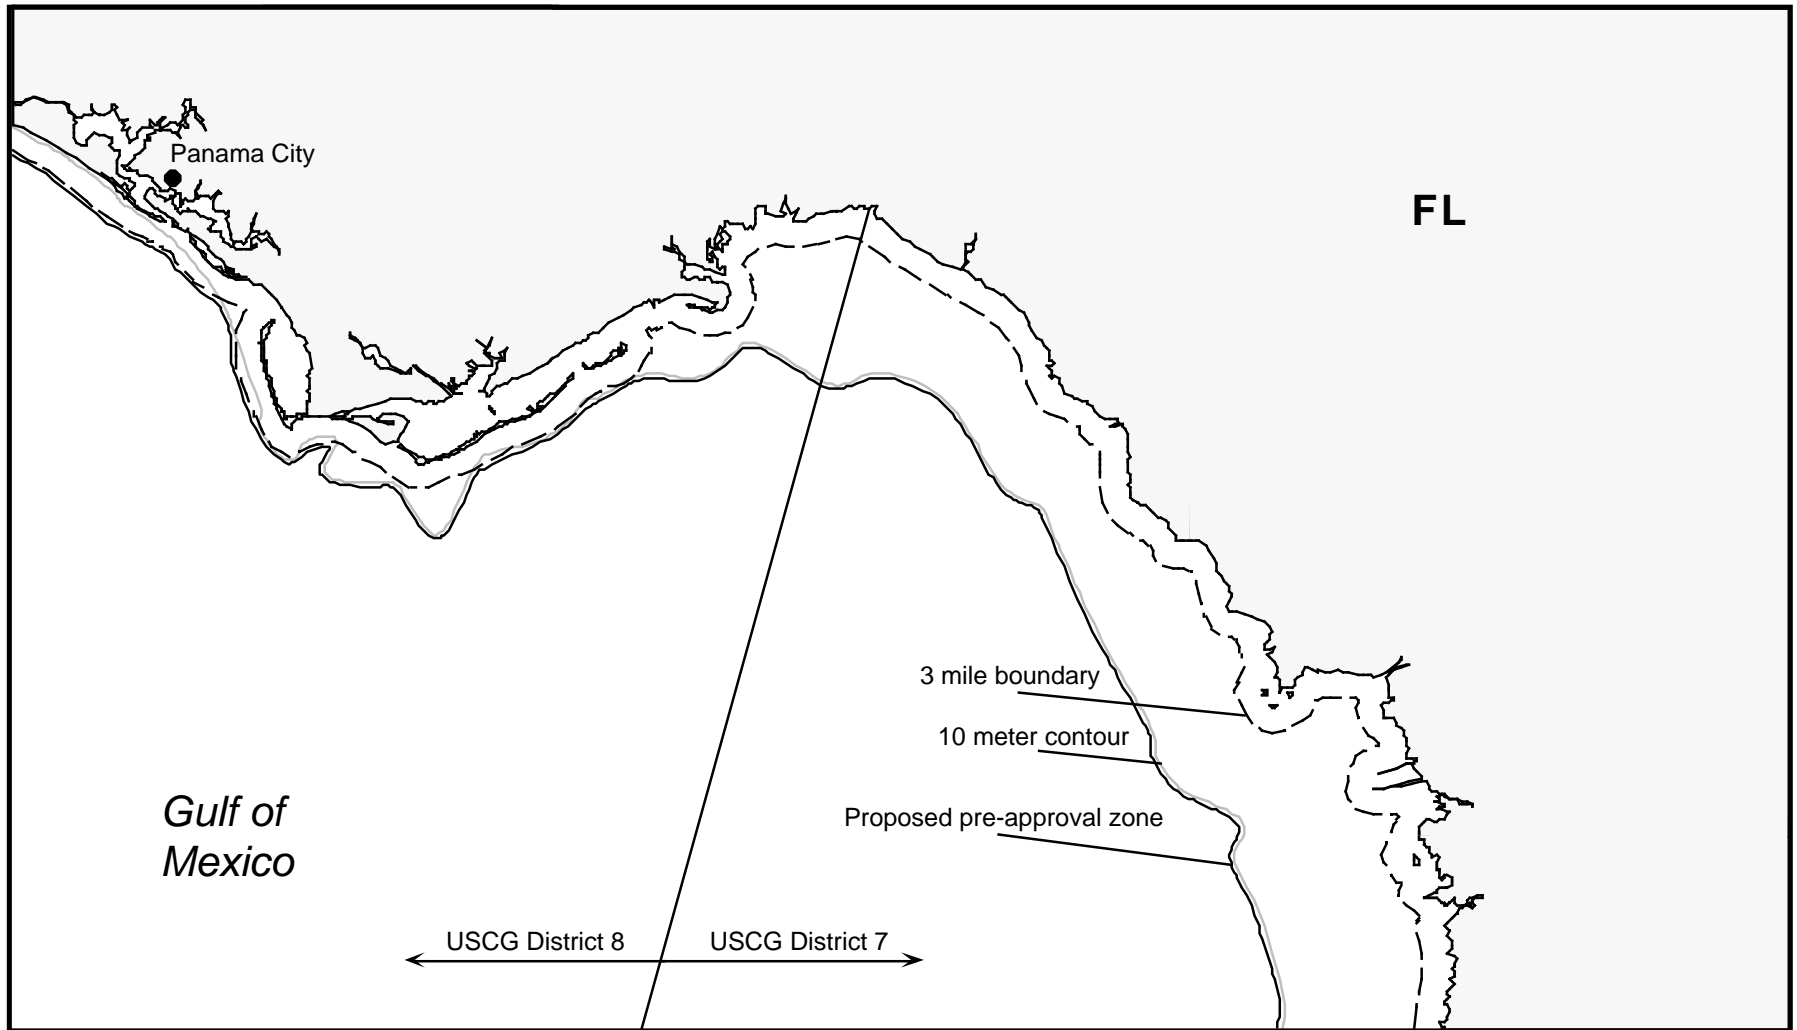 Panama City
FL
3 mile boundary
10 meter contour
Proposed pre-approval zone
Gulf of
Mexico
USCG District 8
USCG District 7